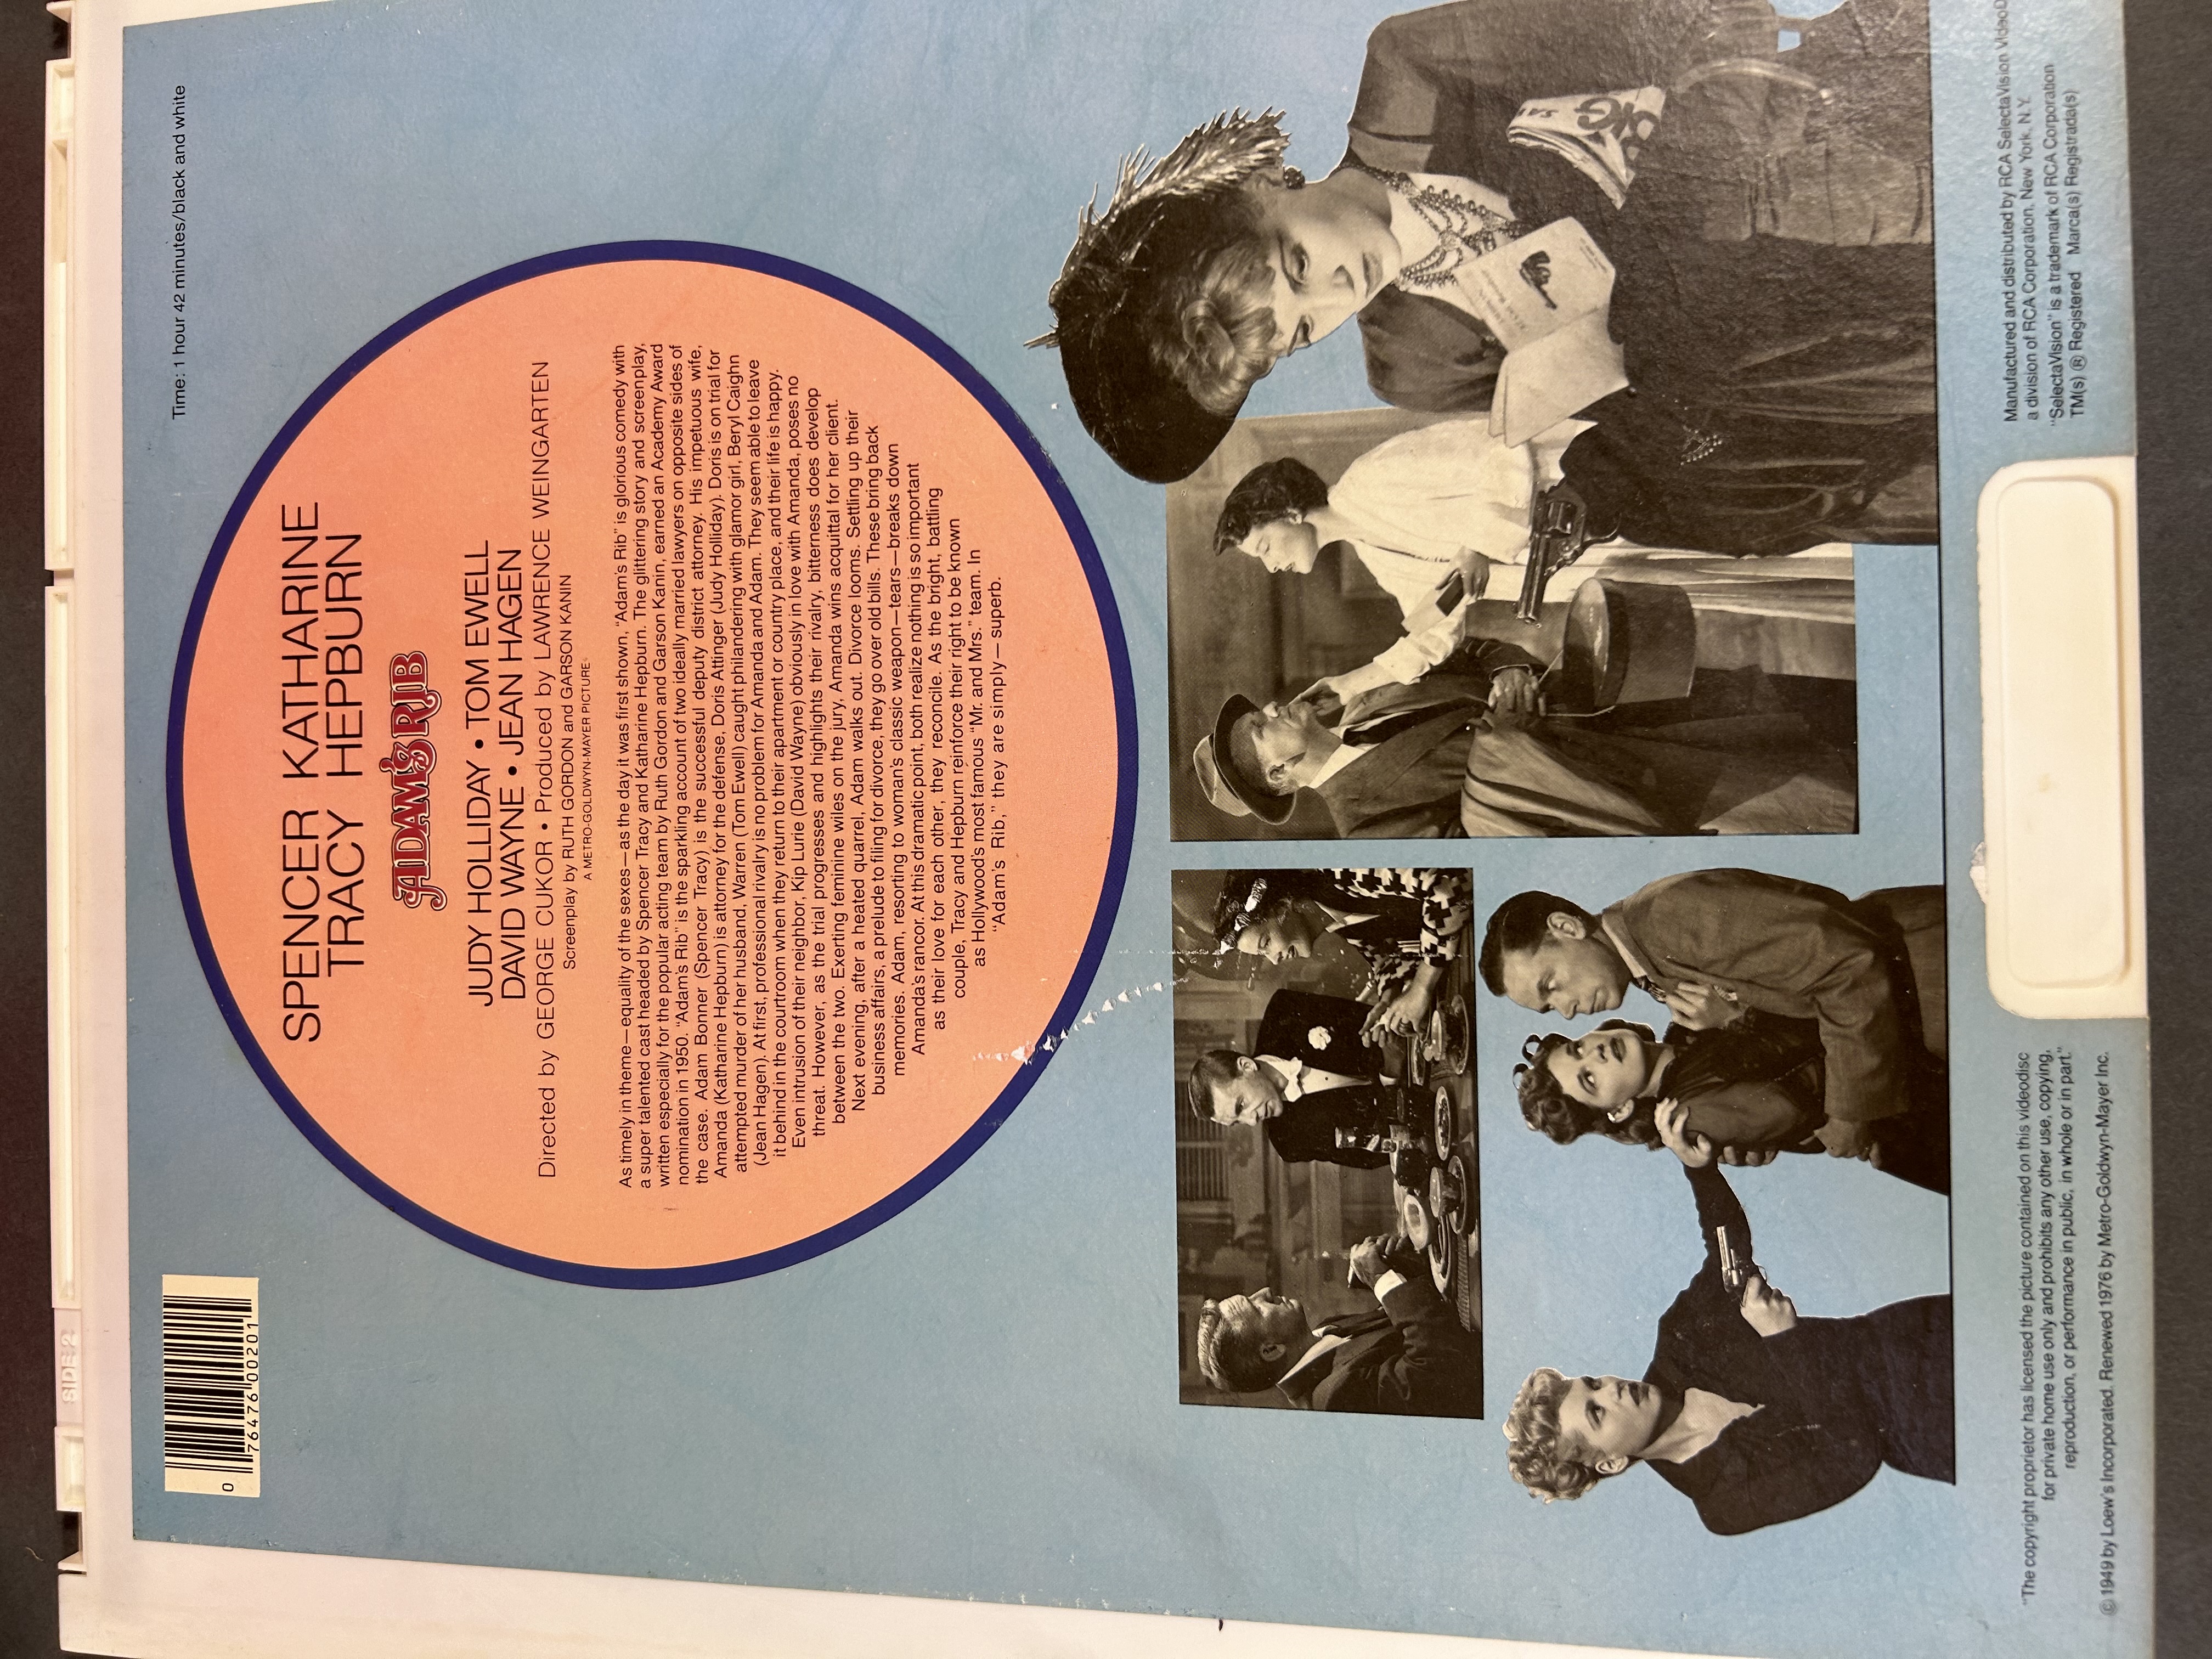 SIDE 2
0 76476 00201
Time: 1 hour 42 minutes/black and white
SPENCER KATHARINE
TRACY HEPBURN
ADAM'S RIB
JUDY HOLLIDAY • TOM EWELL
DAVID WAYNE • JEAN HAGEN
Directed by GEORGE CUKOR • Produced by LAWRENCE WEINGARTEN
Screenplay by RUTH GORDON and GARSON KANIN
A METRO-GOLDWYN-MAYER PICTURE
As timely in theme—equality of the sexes—as the day it was first shown, "Adam's Rib" is glorious comedy with
a super talented cast headed by Spencer Tracy and Katharine Hepburn. The glittering story and screenplay,
written especially for the popular acting team by Ruth Gordon and Garson Kanin, earned an Academy Award
nomination in 1950. "Adam's Rib" is the sparkling account of two ideally married lawyers on opposite sides of
the case. Adam Bonner (Spencer Tracy) is the successful deputy district attorney. His impetuous wife,
Amanda (Katharine Hepburn) is attorney for the defense, Doris Attinger (Judy Holliday). Doris is on trial for
attempted murder of her husband, Warren (Tom Ewell) caught philandering with glamor girl, Beryl Caighn
(Jean Hagen). At first, professional rivalry is no problem for Amanda and Adam. They seem able to leave
it behind in the courtroom when they return to their apartment or country place, and their life is happy.
Even intrusion of their neighbor, Kip Lurie (David Wayne) obviously in love with Amanda, poses no
threat. However, as the trial progresses and highlights their rivalry, bitterness does develop
between the two. Exerting feminine wiles on the jury, Amanda wins acquittal for her client.
Next evening, after a heated quarrel, Adam walks out. Divorce looms. Settling up their
business affairs, a prelude to filing for divorce, they go over old bills. These bring back
memories. Adam, resorting to woman's classic weapon—tears—breaks down
Amanda's rancor. At this dramatic point, both realize nothing is so important
as their love for each other, they reconcile. As the bright, battling
couple, Tracy and Hepburn reinforce their right to be known
as Hollywood's most famous "Mr. and Mrs." team. In
"Adam's Rib," they are simply—superb.
"The copyright proprietor has licensed the picture contained on this videodisc
for private home use only and prohibits any other use, copying,
reproduction, or performance in public, in whole or in part."
© 1949 by Loew's Incorporated. Renewed 1976 by Metro-Goldwyn-Mayer Inc.
Manufactured and distributed by RCA SelectaVision VideoD
a division of RCA Corporation, New York, N.Y.
"SelectaVision" is a trademark of RCA Corporation
TM(s) ® Registered Marca(s) Registrada(s)